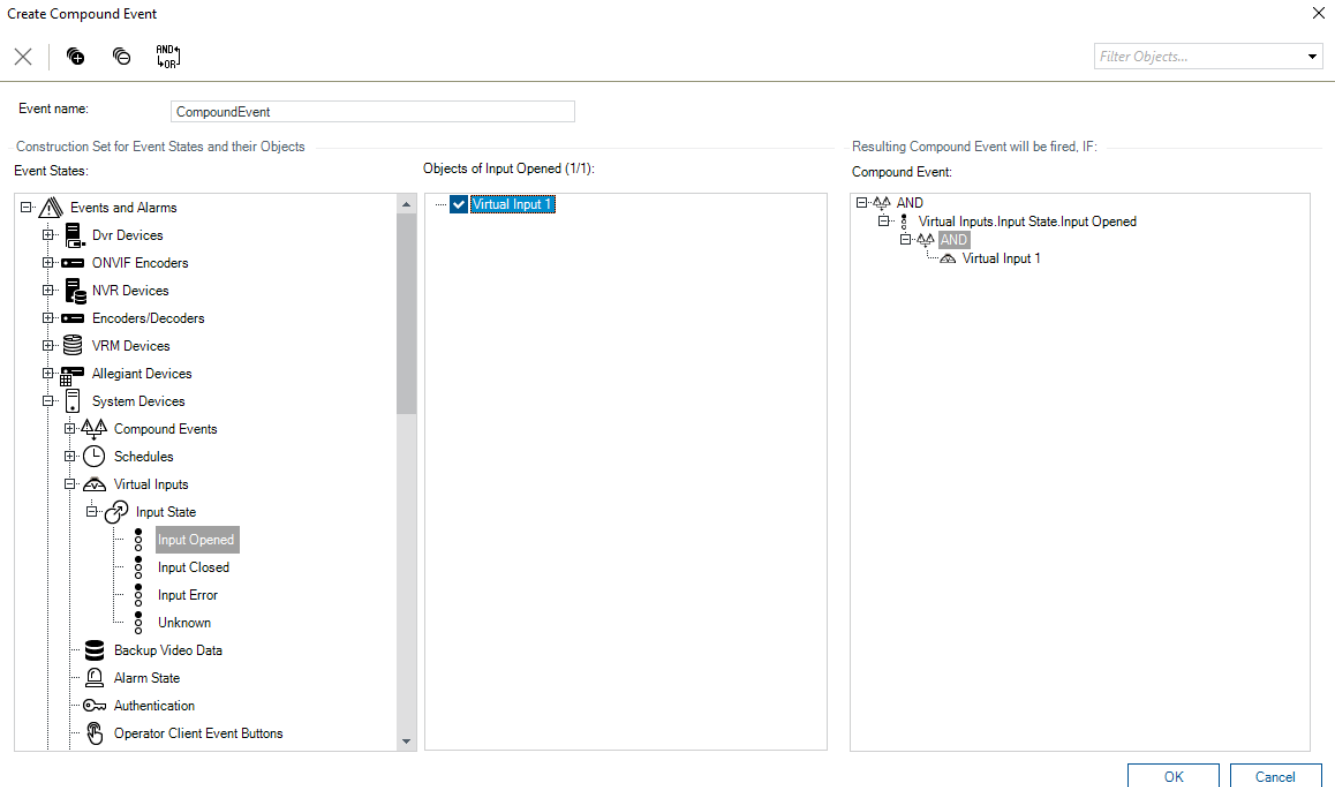 Create Compound Event
AND
OR
Filter Objects...
Event name:
CompoundEvent
Construction Set for Event States and their Objects
Event States:
Events and Alarms
Dvr Devices
ONVIF Encoders
NVR Devices
Encoders/Decoders
VRM Devices
Allegiant Devices
System Devices
Compound Events
Schedules
Virtual Inputs
Input State
Input Opened
Input Closed
Input Error
Unknown
Backup Video Data
Alarm State
Authentication
Operator Client Event Buttons
Objects of Input Opened (1/1):
Virtual Input 1
Resulting Compound Event will be fired, IF:
Compound Event:
AND
Virtual Inputs.Input State.Input Opened
AND
Virtual Input 1
OK
Cancel